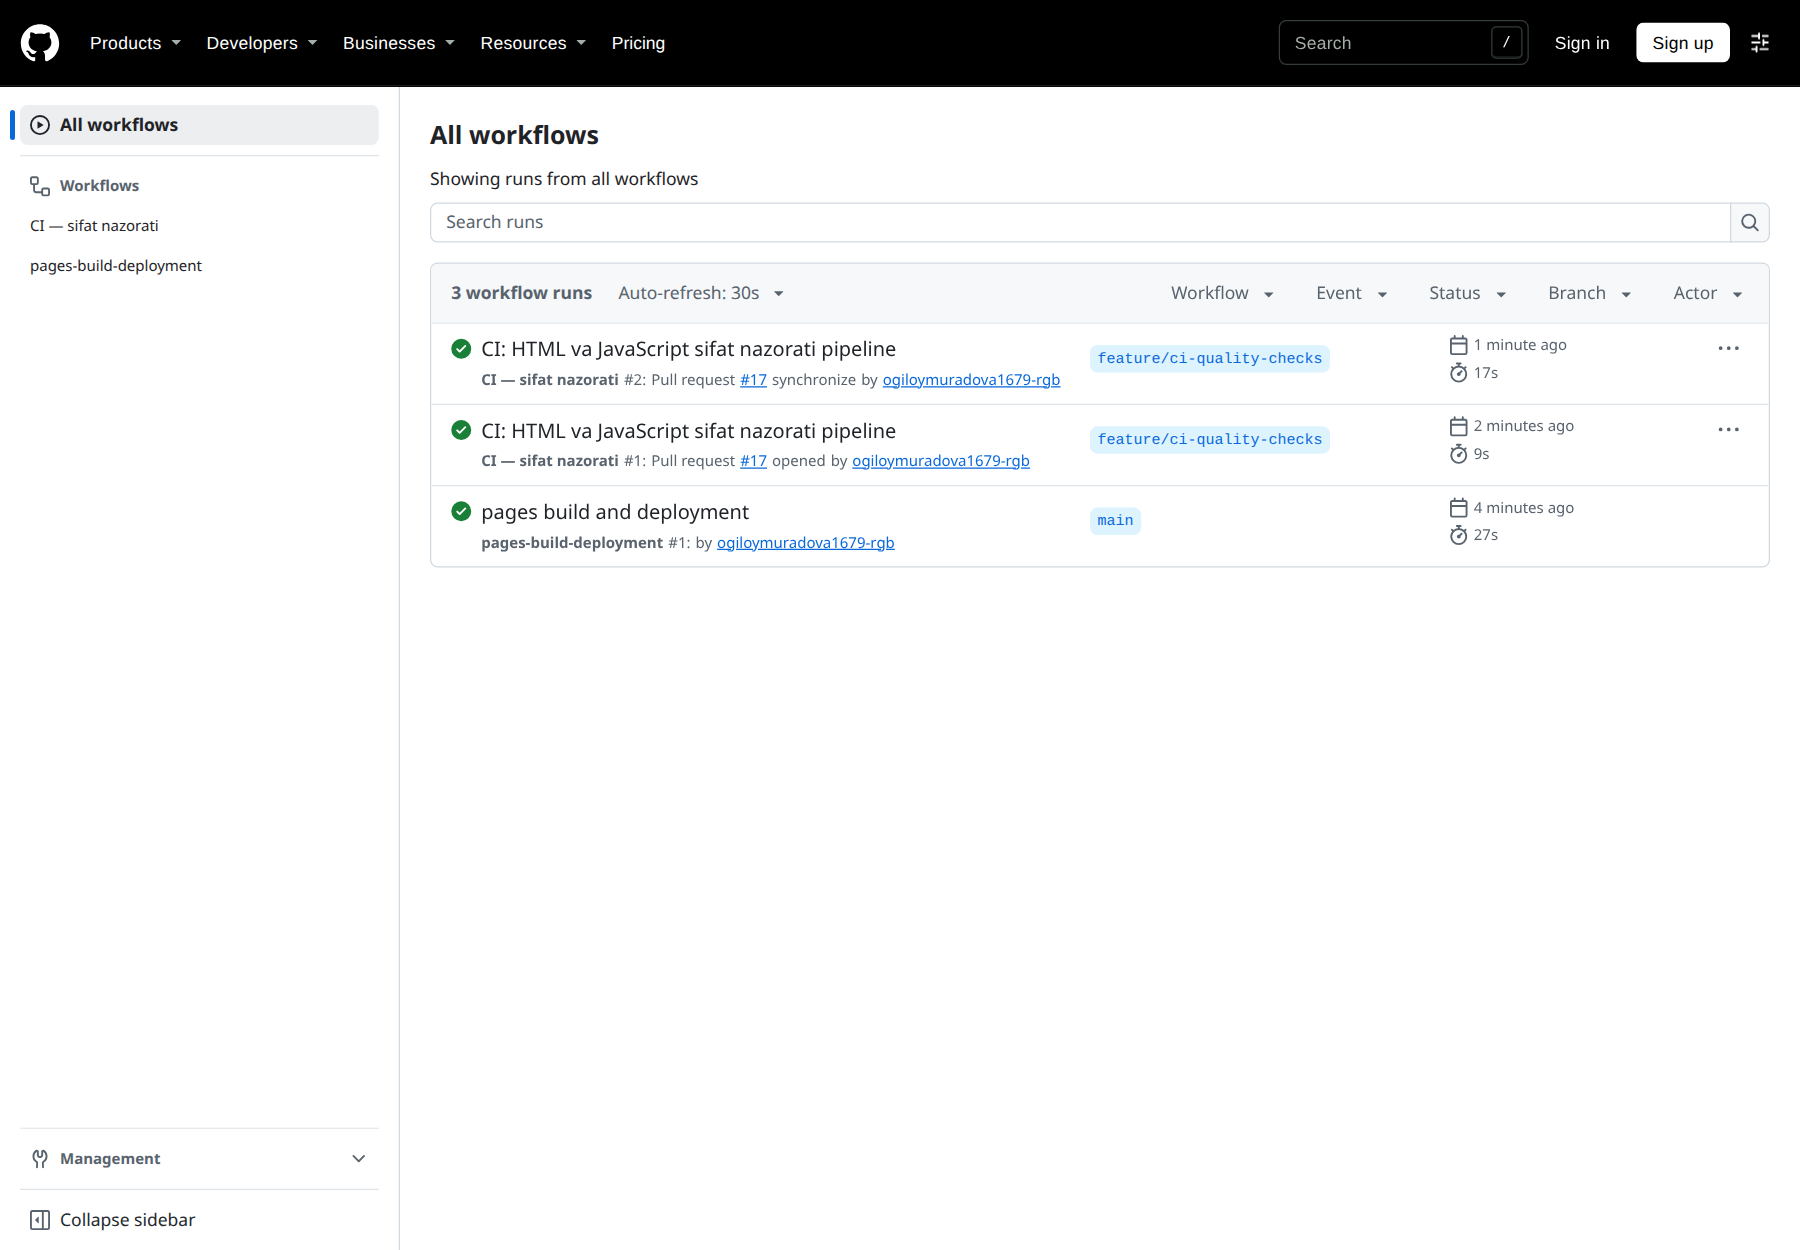 Products Developers Businesses Resources Pricing Search / Sign in Sign up
All workflows
Workflows
CI — sifat nazorati
pages-build-deployment
Management
Collapse sidebar
All workflows
Showing runs from all workflows
Search runs
3 workflow runs Auto-refresh: 30s Workflow Event Status Branch Actor
CI: HTML va JavaScript sifat nazorati pipeline
CI — sifat nazorati #2: Pull request #17 synchronize by ogiloymuradova1679-rgb
feature/ci-quality-checks
1 minute ago
17s
CI: HTML va JavaScript sifat nazorati pipeline
CI — sifat nazorati #1: Pull request #17 opened by ogiloymuradova1679-rgb
feature/ci-quality-checks
2 minutes ago
9s
pages build and deployment
pages-build-deployment #1: by ogiloymuradova1679-rgb
main
4 minutes ago
27s